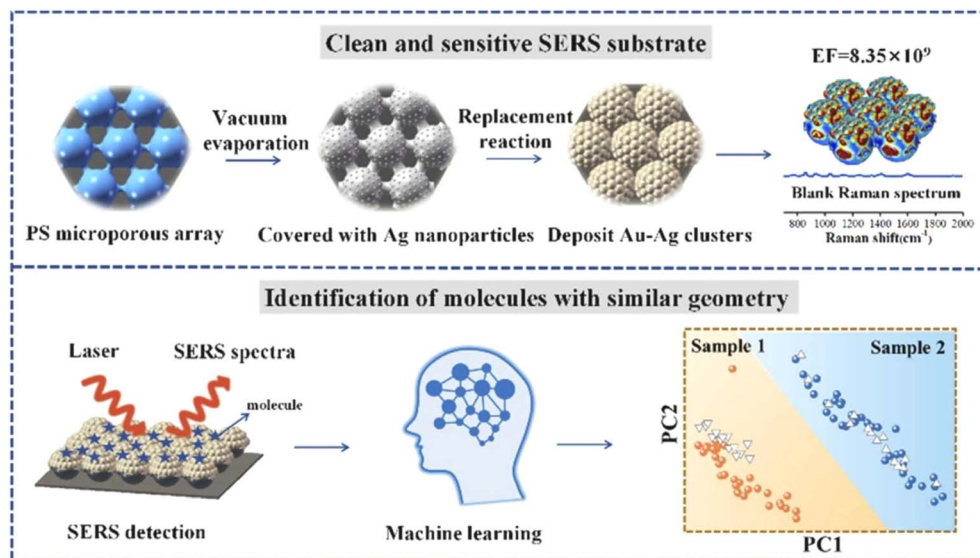 Clean and sensitive SERS substrate
EF=8.35×10⁹
Vacuum
evaporation
Replacement
reaction
Blank Raman spectrum
800 1000 1200 1400 1600 1800 2000
Raman shift(cm⁻¹)
PS microporous array
Covered with Ag nanoparticles
Deposit Au-Ag clusters
Identification of molecules with similar geometry
Laser
SERS spectra
molecule
SERS detection
Machine learning
Sample 1
Sample 2
PC2
PC1